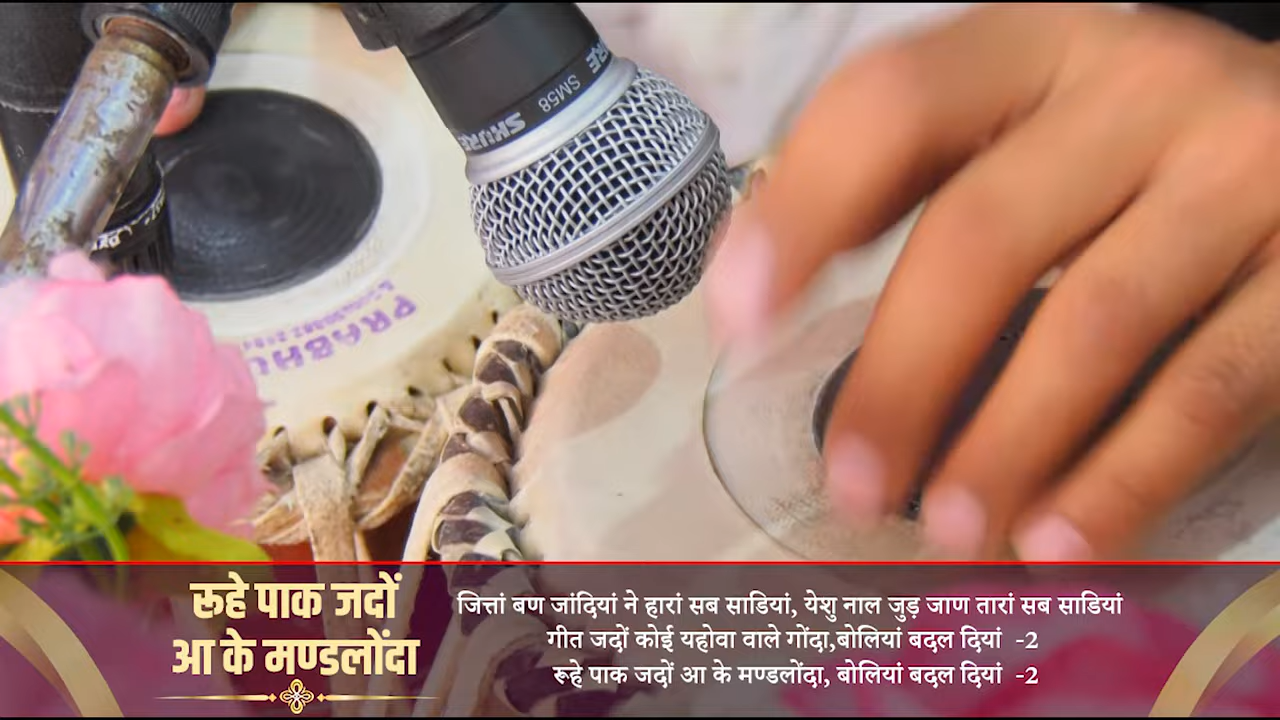 SHURE SM58
PRABHU
रुहे पाक जदों
आ के मण्डलोंदा
जित्तां बण जांदियां ने हारां सब साडियां, येशु नाल जुड़ जाण तारां सब साडियां
गीत जदों कोई यहोवा वाले गोंदा,बोलियां बदल दियां -2
रूहे पाक जदों आ के मण्डलोंदा, बोलियां बदल दियां -2